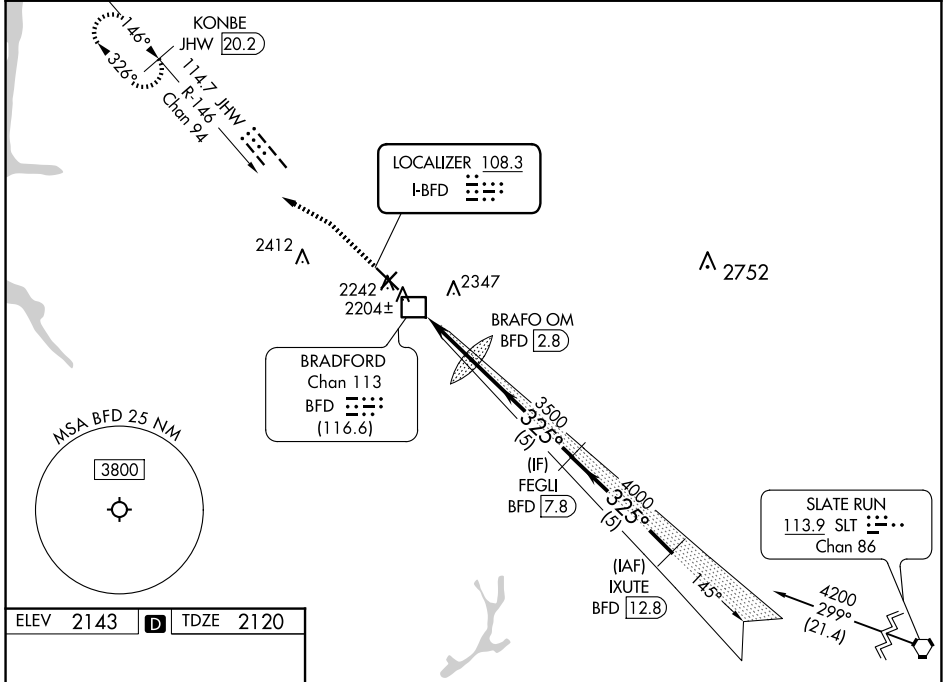 KONBE
JHW 20.2
146°
326°
114.7 JHW
R-146
Chan 94
LOCALIZER 108.3
I-BFD
2412
2242
2204±
2347
2752
BRAFO OM
BFD 2.8
BRADFORD
Chan 113
BFD
(116.6)
3500
325°
(5)
(IF)
FEGLI
BFD 7.8
4000
325°
(5)
(IAF)
IXUTE
BFD 12.8
145°
MSA BFD 25 NM
3800
SLATE RUN
113.9 SLT
Chan 86
4200
299°
(21.4)
ELEV 2143 D TDZE 2120